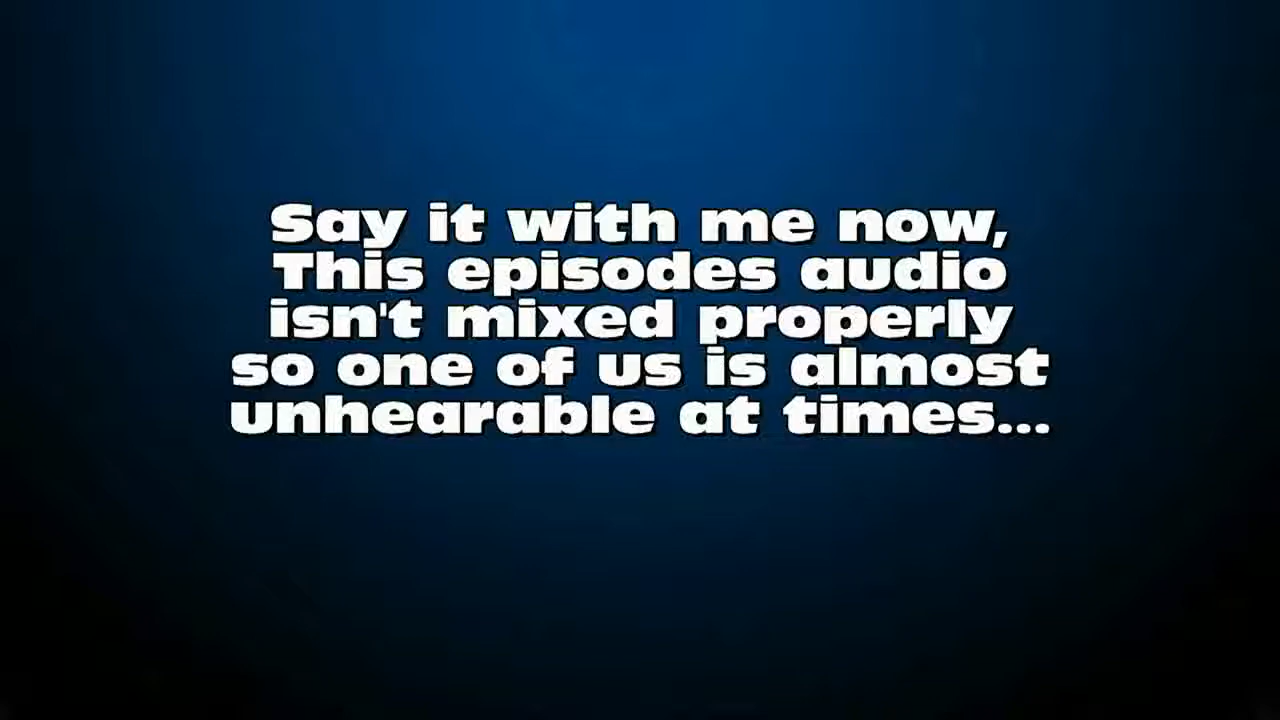 Say it with me now,
This episodes audio
isn't mixed properly
so one of us is almost
unhearable at times...